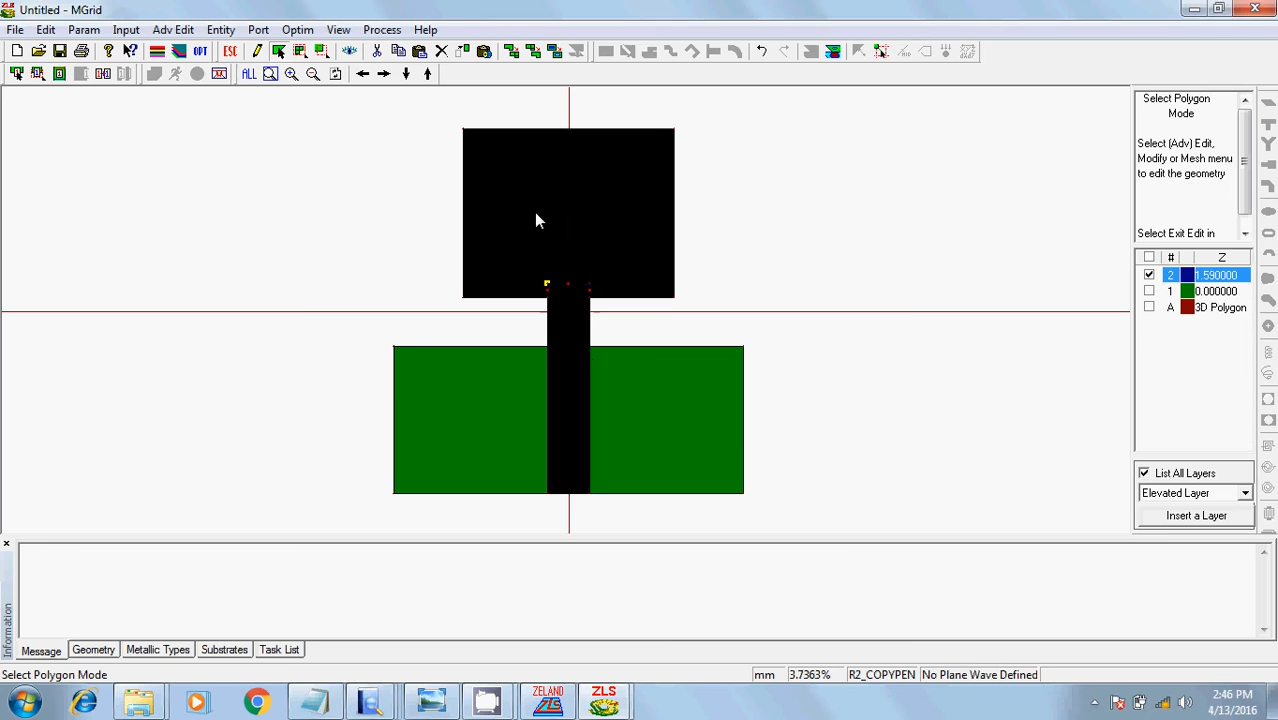 Untitled - MGrid
File Edit Param Input Adv Edit Entity Port Optim View Process Help
OPT ESC
ALL
Select Polygon
Mode
Select (Adv) Edit,
Modify or Mesh menu
to edit the geometry
Select Exit Edit in
# Z
2 1.590000
1 0.000000
A 3D Polygon
List All Layers
Elevated Layer
Insert a Layer
Information
Message Geometry Metallic Types Substrates Task List
Select Polygon Mode mm 3.7363% R2_COPYPEN No Plane Wave Defined
ZELAND ZLS
2:46 PM
4/13/2016